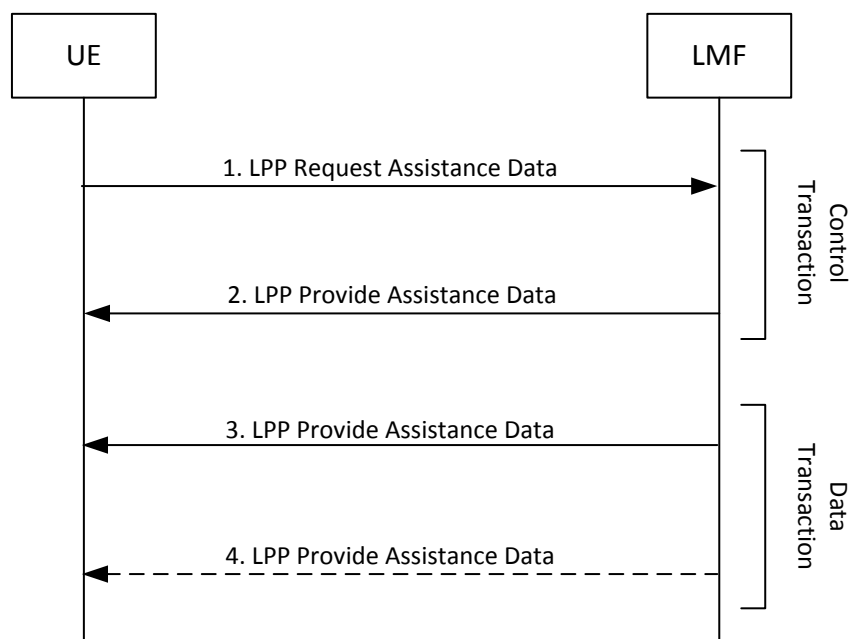 UE
LMF
1. LPP Request Assistance Data
Control
Transaction
2. LPP Provide Assistance Data
3. LPP Provide Assistance Data
Data
Transaction
4. LPP Provide Assistance Data